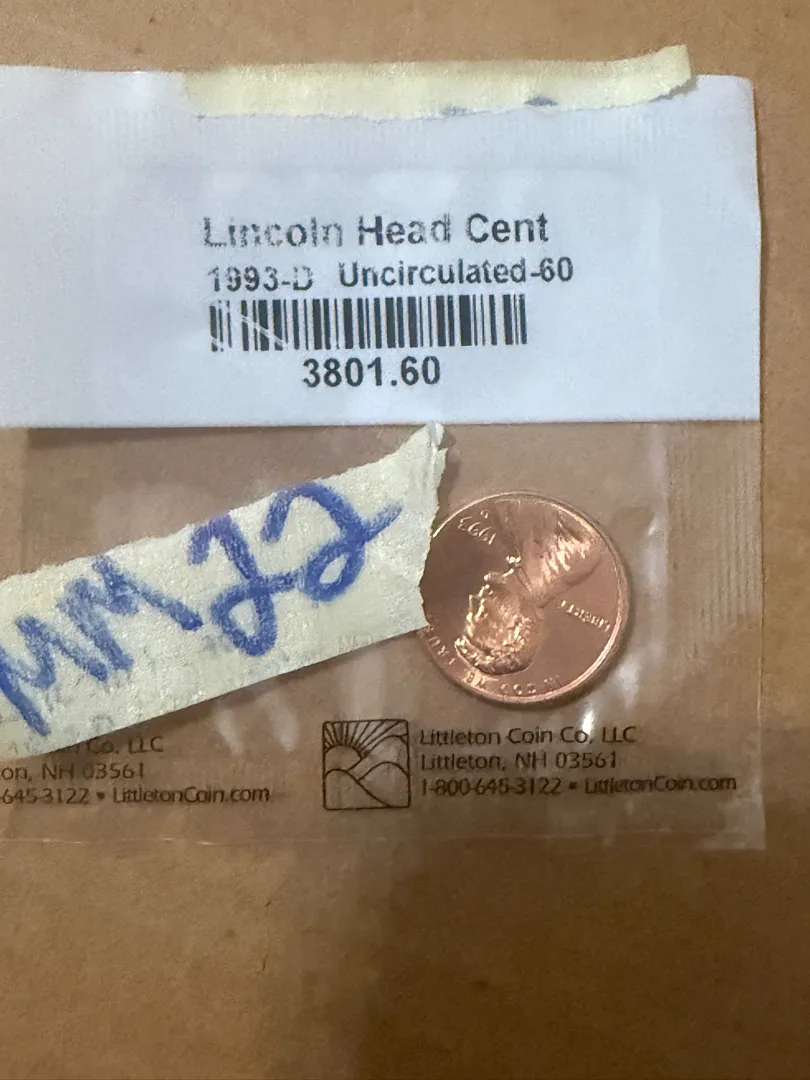 Lincoln Head Cent
1993-D Uncirculated-60
3801.60
MM22
1993
D
LIBERTY
IN GOD WE TRUST
Co, LLC
on, NH 03561
-645-3122 • LittletonCoin.com
Littleton Coin Co, LLC
Littleton, NH 03561
1-800-645-3122 • LittletonCoin.com